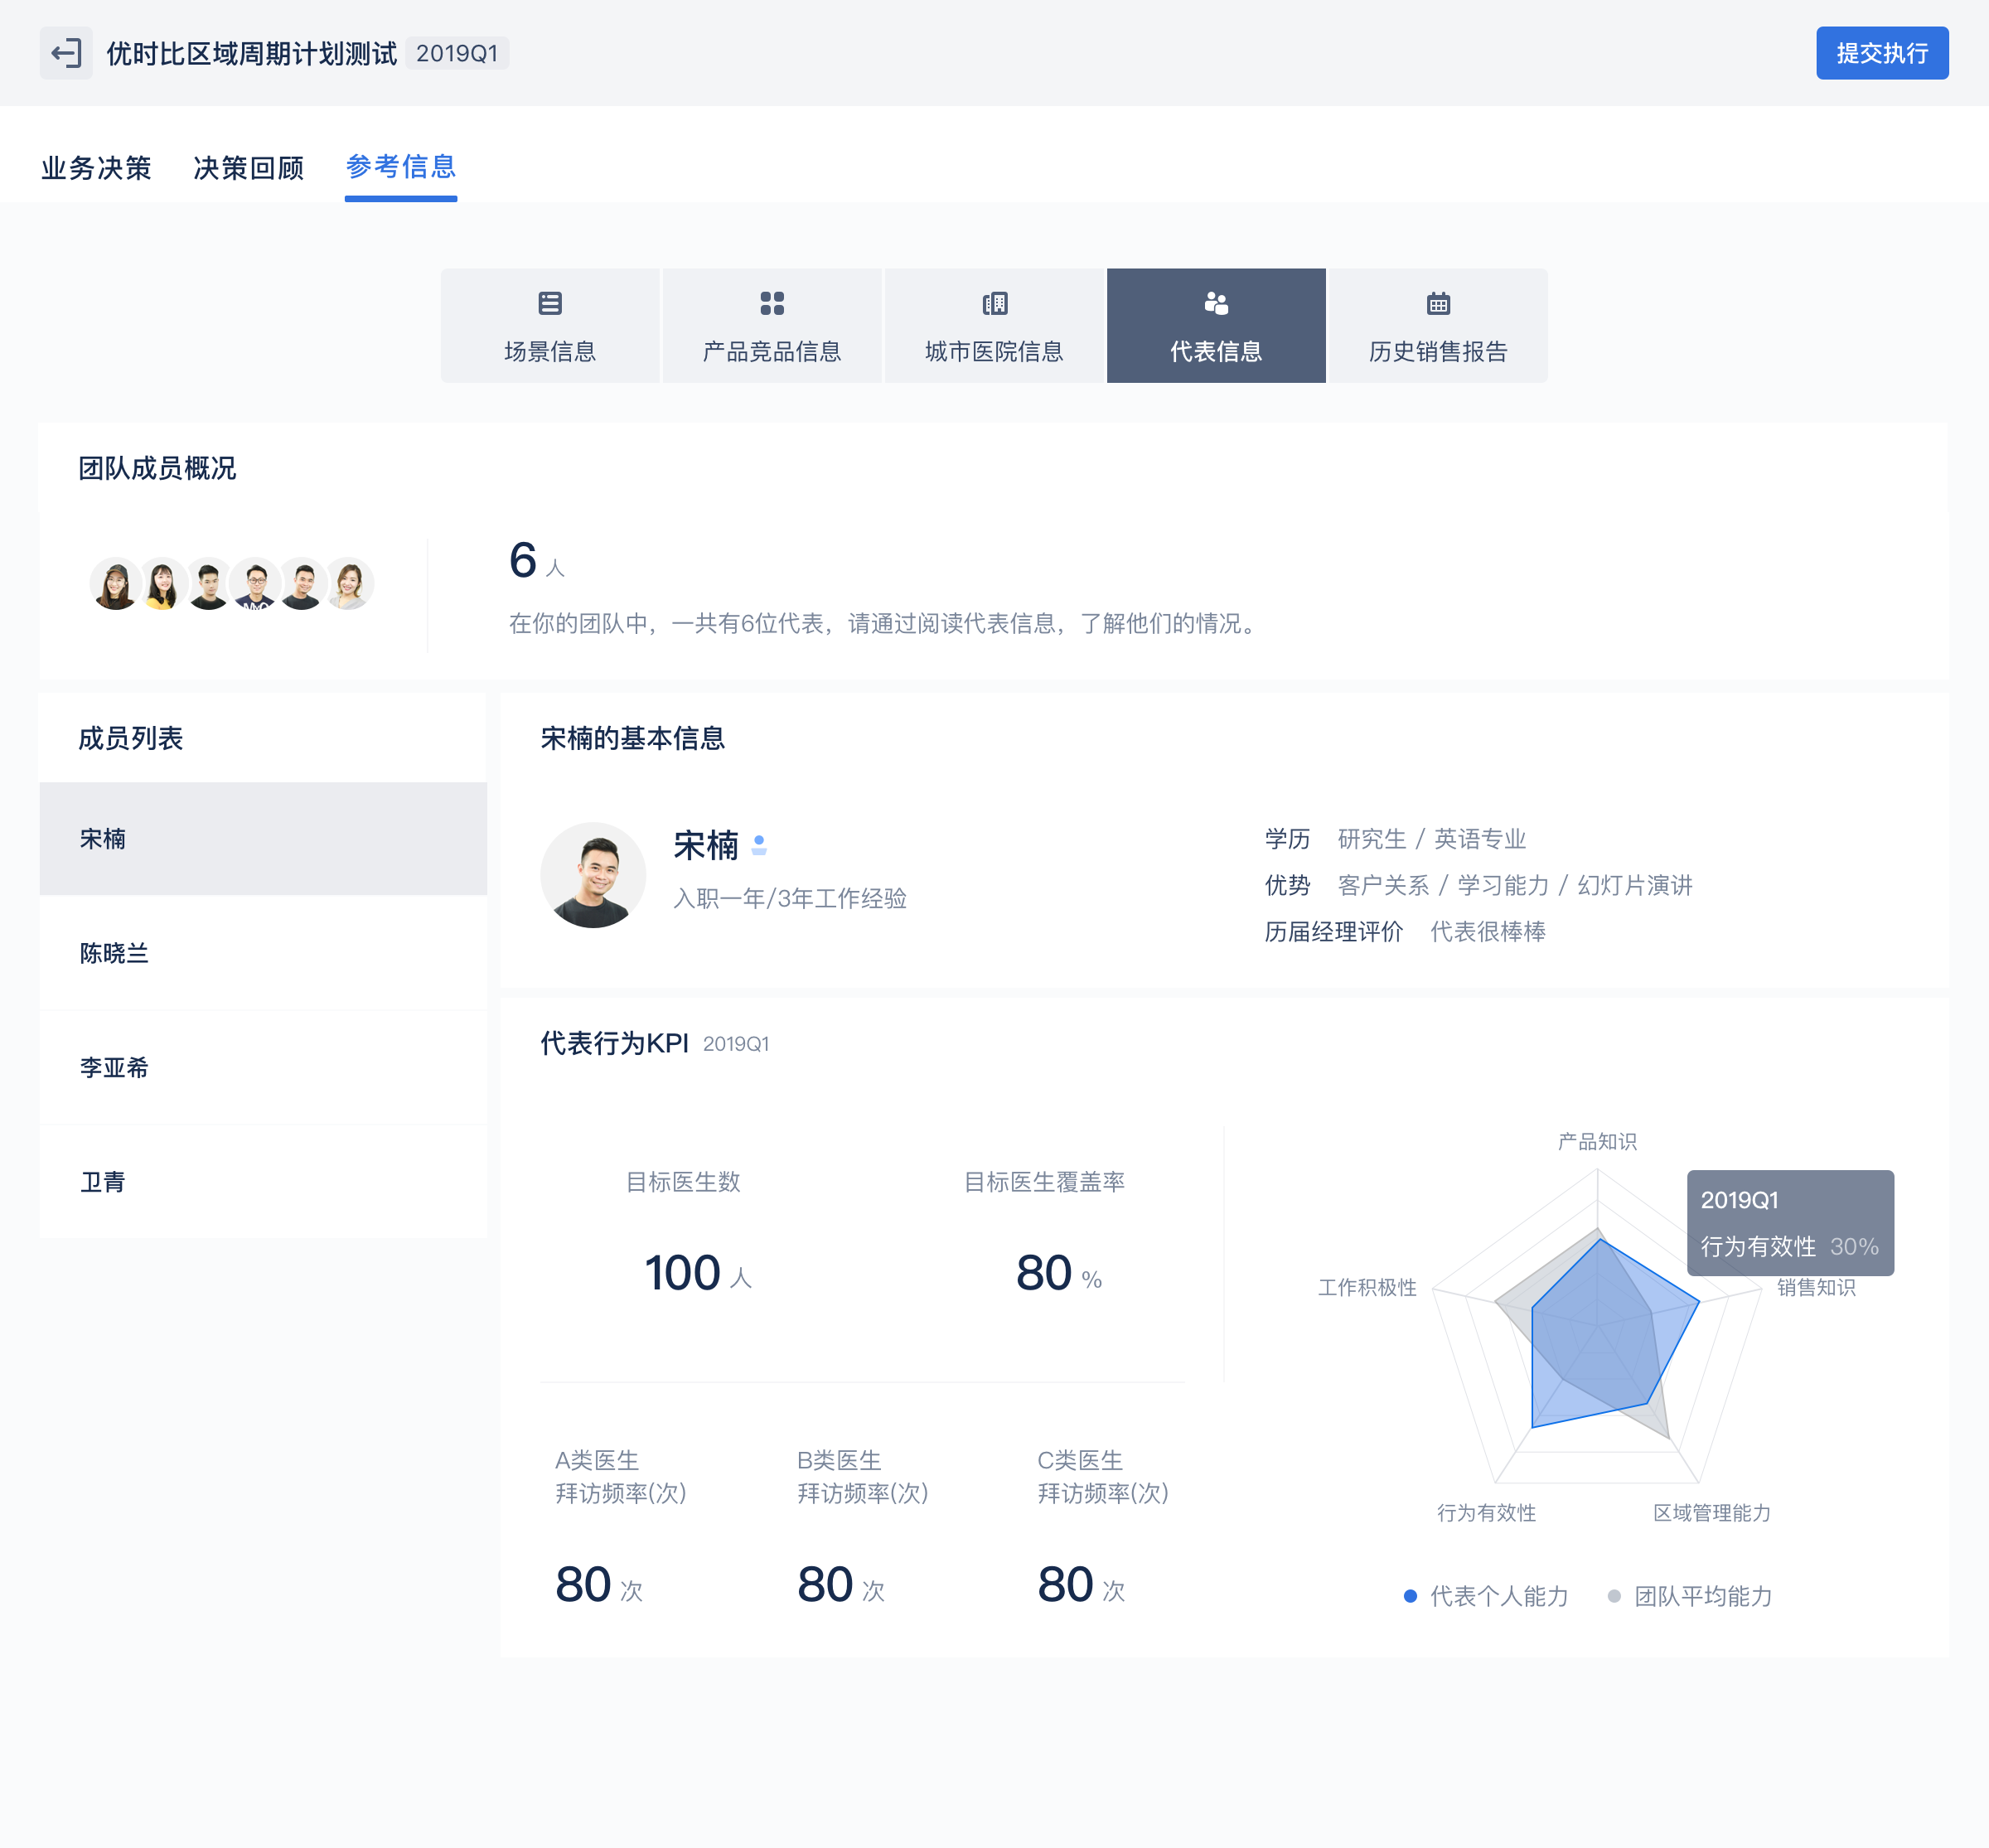 优时比区域周期计划测试 2019Q1 提交执行
业务决策 决策回顾 参考信息
场景信息 产品竞品信息 城市医院信息 代表信息 历史销售报告
团队成员概况
6 人
在你的团队中，一共有6位代表，请通过阅读代表信息，了解他们的情况。
成员列表
宋楠
陈晓兰
李亚希
卫青
宋楠的基本信息
宋楠
入职一年/3年工作经验
学历 研究生 / 英语专业
优势 客户关系 / 学习能力 / 幻灯片演讲
历届经理评价 代表很棒棒
代表行为KPI 2019Q1
目标医生数 目标医生覆盖率
100 人 80 %
A类医生 B类医生 C类医生
拜访频率(次) 拜访频率(次) 拜访频率(次)
80 次 80 次 80 次
产品知识
2019Q1
行为有效性 30%
工作积极性 销售知识
行为有效性 区域管理能力
代表个人能力 团队平均能力